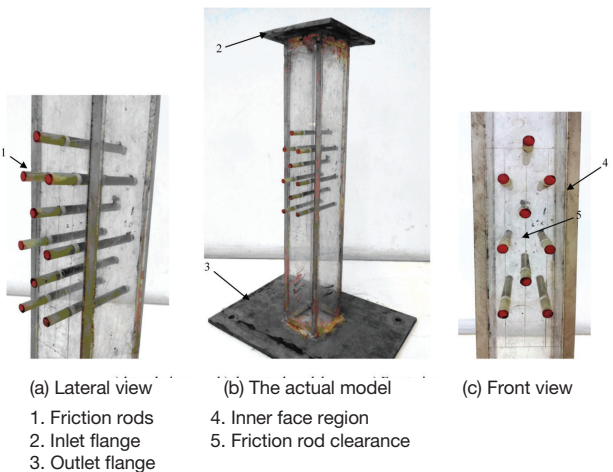 1
2
3
4
5
(a) Lateral view
(b) The actual model
(c) Front view
1. Friction rods
2. Inlet flange
3. Outlet flange
4. Inner face region
5. Friction rod clearance